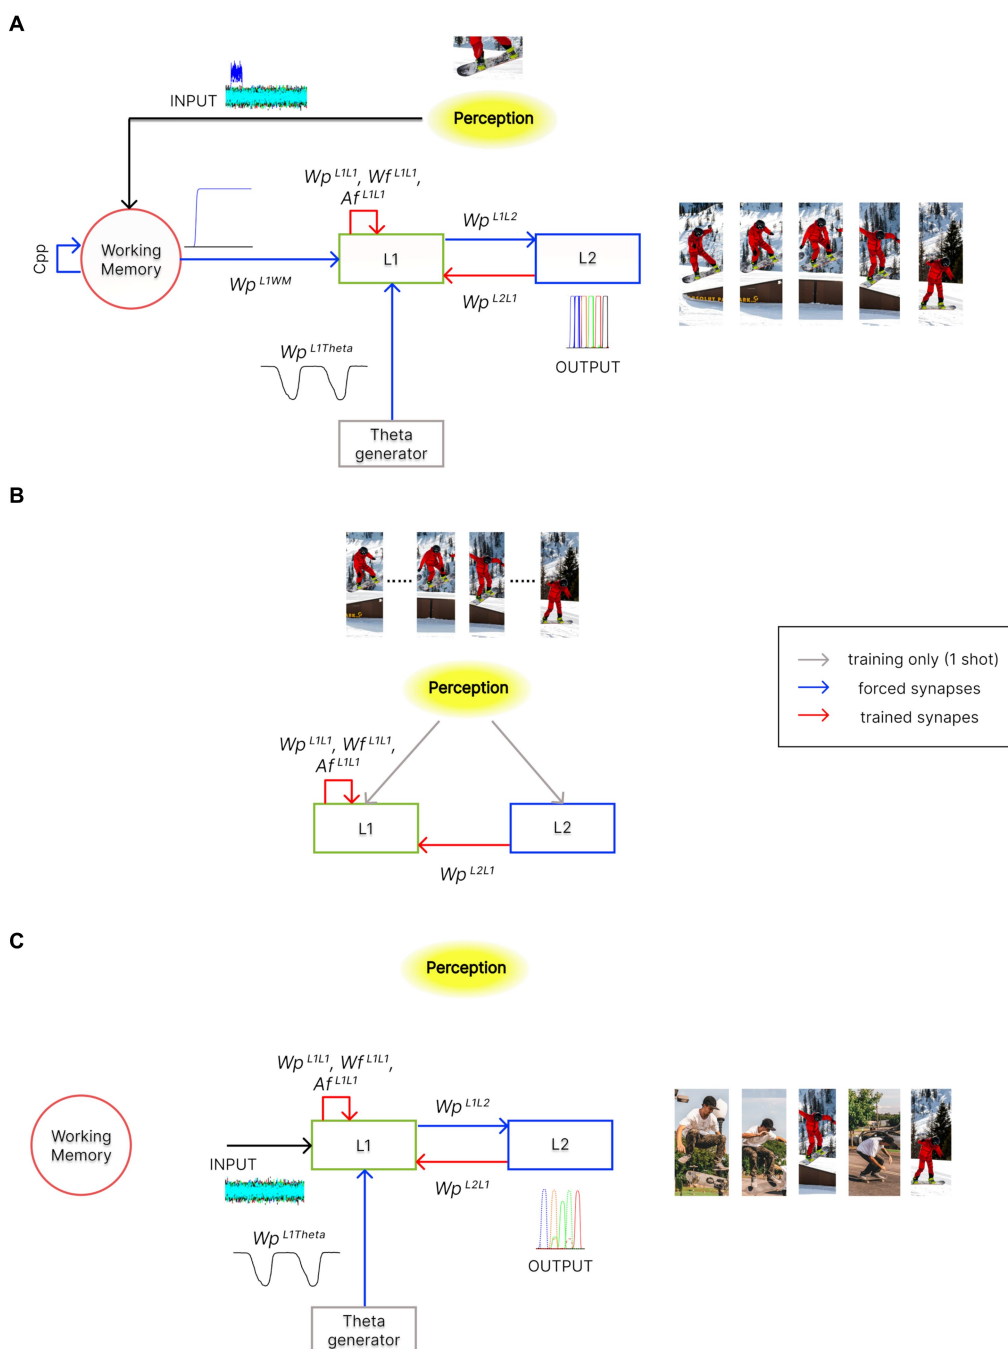 A
INPUT
Perception
Wp L1L1, Wf L1L1,
Af L1L1
Wp L1L2
Cpp
Working
Memory
L1
L2
Wp L1WM
Wp L2L1
Wp L1Theta
OUTPUT
Theta
generator
B
Perception
training only (1 shot)
forced synapses
trained synapes
Wp L1L1, Wf L1L1,
Af L1L1
L1
L2
Wp L2L1
C
Perception
Wp L1L1, Wf L1L1,
Af L1L1
Wp L1L2
Working
Memory
L1
L2
INPUT
Wp L2L1
Wp L1Theta
OUTPUT
Theta
generator